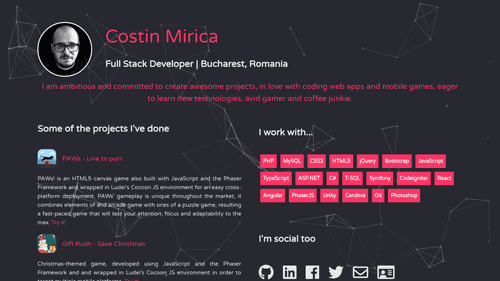 Costin Mirica
Full Stack Developer | Bucharest, Romania
I am ambitious and committed to create awesome projects, in love with coding web apps and mobile games, eager
to learn new technologies, avid gamer and coffee junkie.
Some of the projects I've done
PAWs - Live to purr
PAWs! is an HTML5 canvas game also built with JavaScript and the Phaser
Framework and wrapped in Ludei's Cocoon JS environment for an easy cross-
platform deployment. PAWs' gameplay is unique throughout the market, it
combines elements of and arcade game with ones of a puzzle game, resulting
a fast-paced game that will test your attention, focus and adaptability to the
max. Try it!
Gift Rush - Save Christmas
Christmas-themed game, developed using JavaScript and the Phaser
Framework and wrapped in Ludei's Cocoon JS environment in order to
I work with...
PHP MySQL CSS3 HTML5 jQuery Bootstrap JavaScript
TypeScript ASP.NET C# T-SQL Symfony Codeigniter React
Angular PhaserJS Unity Cordova Git Photoshop
I'm social too